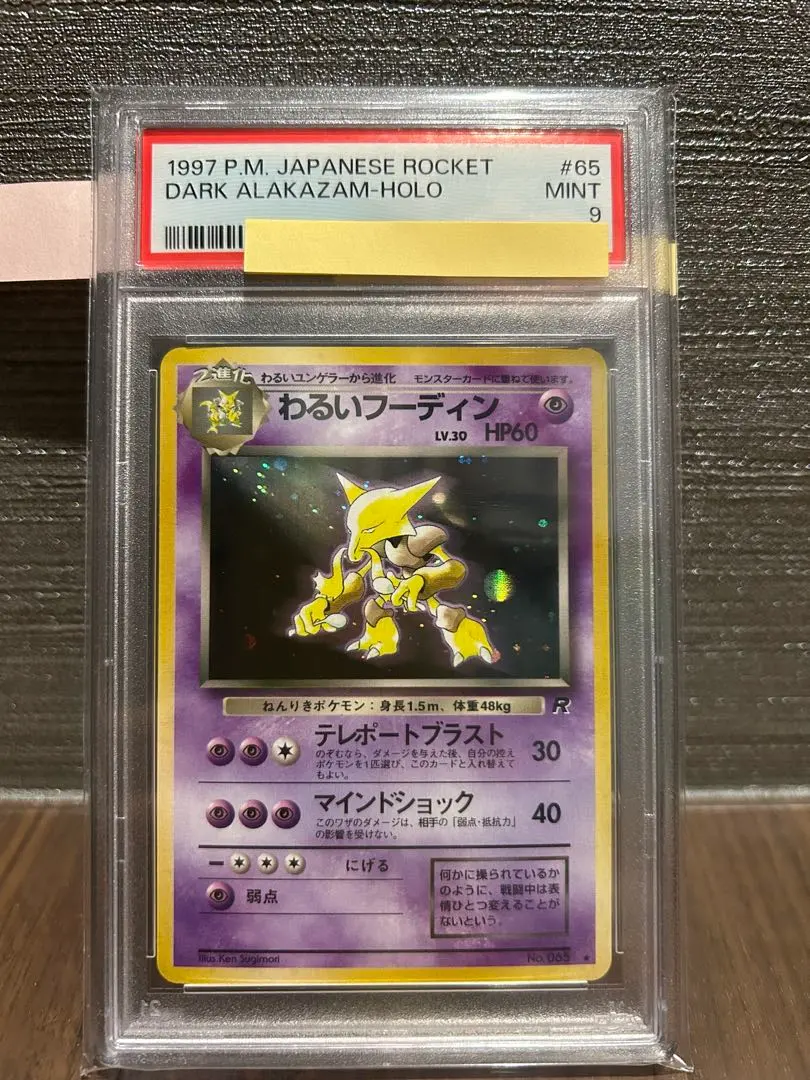 1997 P.M. JAPANESE ROCKET #65
DARK ALAKAZAM-HOLO MINT
9
2進化 わるいユンゲラーから進化 モンスターカードに重ねて使います。
わるいフーディン
LV.30 HP60
ねんりきポケモン：身長1.5m、体重48kg R
テレポートブラスト 30
のぞむなら、ダメージを与えた後、自分の控え
ポケモンを1匹選び、このカードと入れ替えて
もよい。
マインドショック 40
このワザのダメージは、相手の「弱点・抵抗力」
の影響を受けない。
にげる
弱点
何かに操られているか
のように、戦闘中は表
情ひとつ変えることが
ないという。
Illus.Ken Sugimori No.065 ★